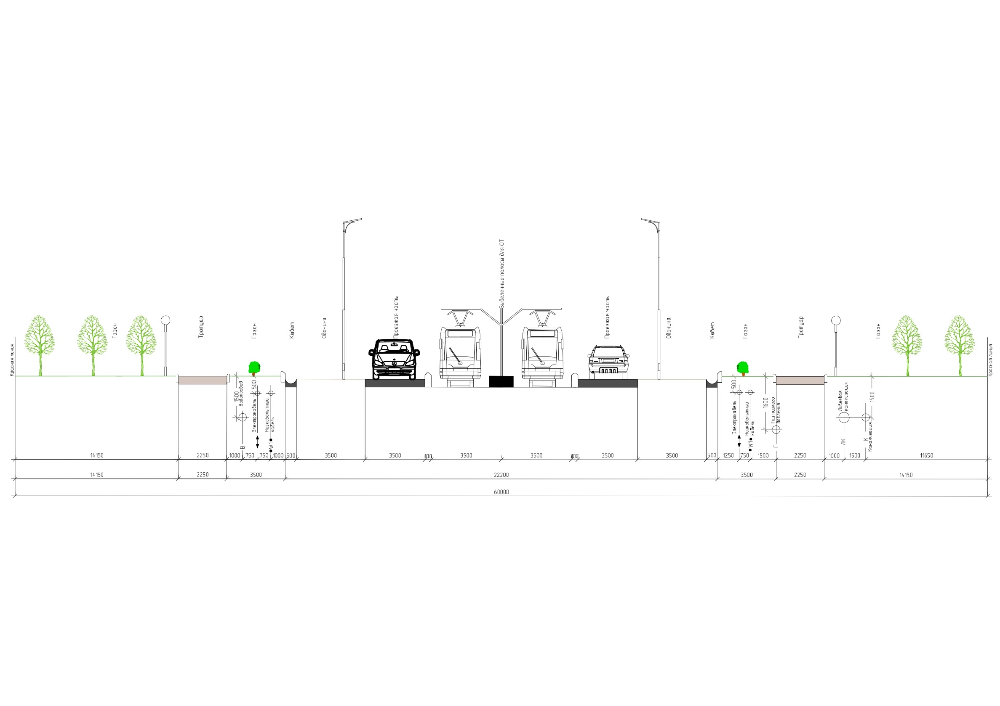 Выделенные полосы для ОТ
Красная линия
Газон
Тротуар
Газон
Кювет
Обочина
Проезжая часть
Проезжая часть
Обочина
Кювет
Газон
Тротуар
Газон
Красная линия
1500
Водопровод
500
Электрокабель
Низковольтный
кабель
В
W1
500
Электрокабель
Низковольтный
кабель
W1
1600
Газ низкого
давления
Г
Ливневая
канализация
ЛК
К
Канализация
1500
14150
2250
1000
750
750
1000
500
3500
3500
3500
3500
3500
3500
500
1250
750
1500
2250
1000
1500
11650
14150
2250
3500
22200
3500
2250
14150
60000